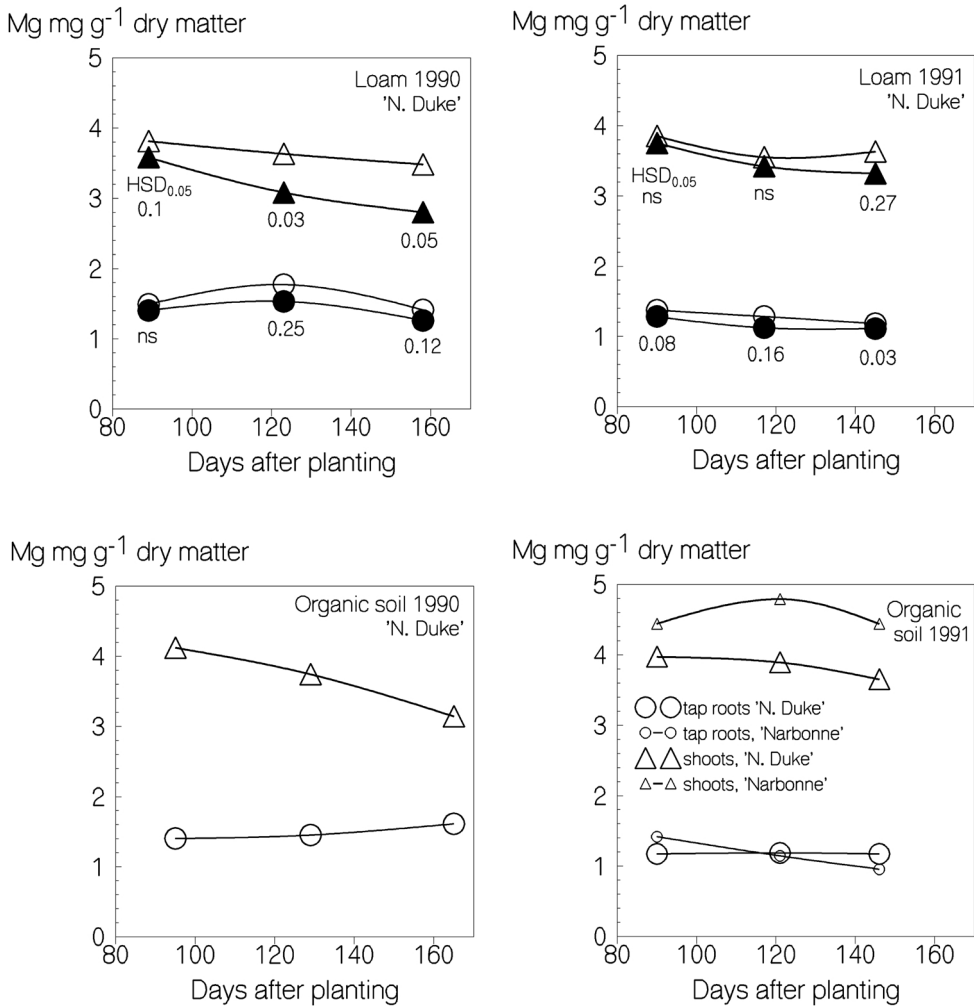 Mg mg g-1 dry matter
5
4
3
2
1
0
Loam 1990
'N. Duke'
HSD0.05
0.1
0.03
0.05
ns
0.25
0.12
80 100 120 140 160
Days after planting
Mg mg g-1 dry matter
5
4
3
2
1
0
Loam 1991
'N. Duke'
HSD0.05
ns
ns
0.27
0.08
0.16
0.03
80 100 120 140 160
Days after planting
Mg mg g-1 dry matter
5
4
3
2
1
0
Organic soil 1990
'N. Duke'
80 100 120 140 160
Days after planting
Mg mg g-1 dry matter
5
4
3
2
1
0
Organic
soil 1991
tap roots 'N. Duke'
tap roots, 'Narbonne'
shoots, 'N. Duke'
shoots, 'Narbonne'
80 100 120 140 160
Days after planting